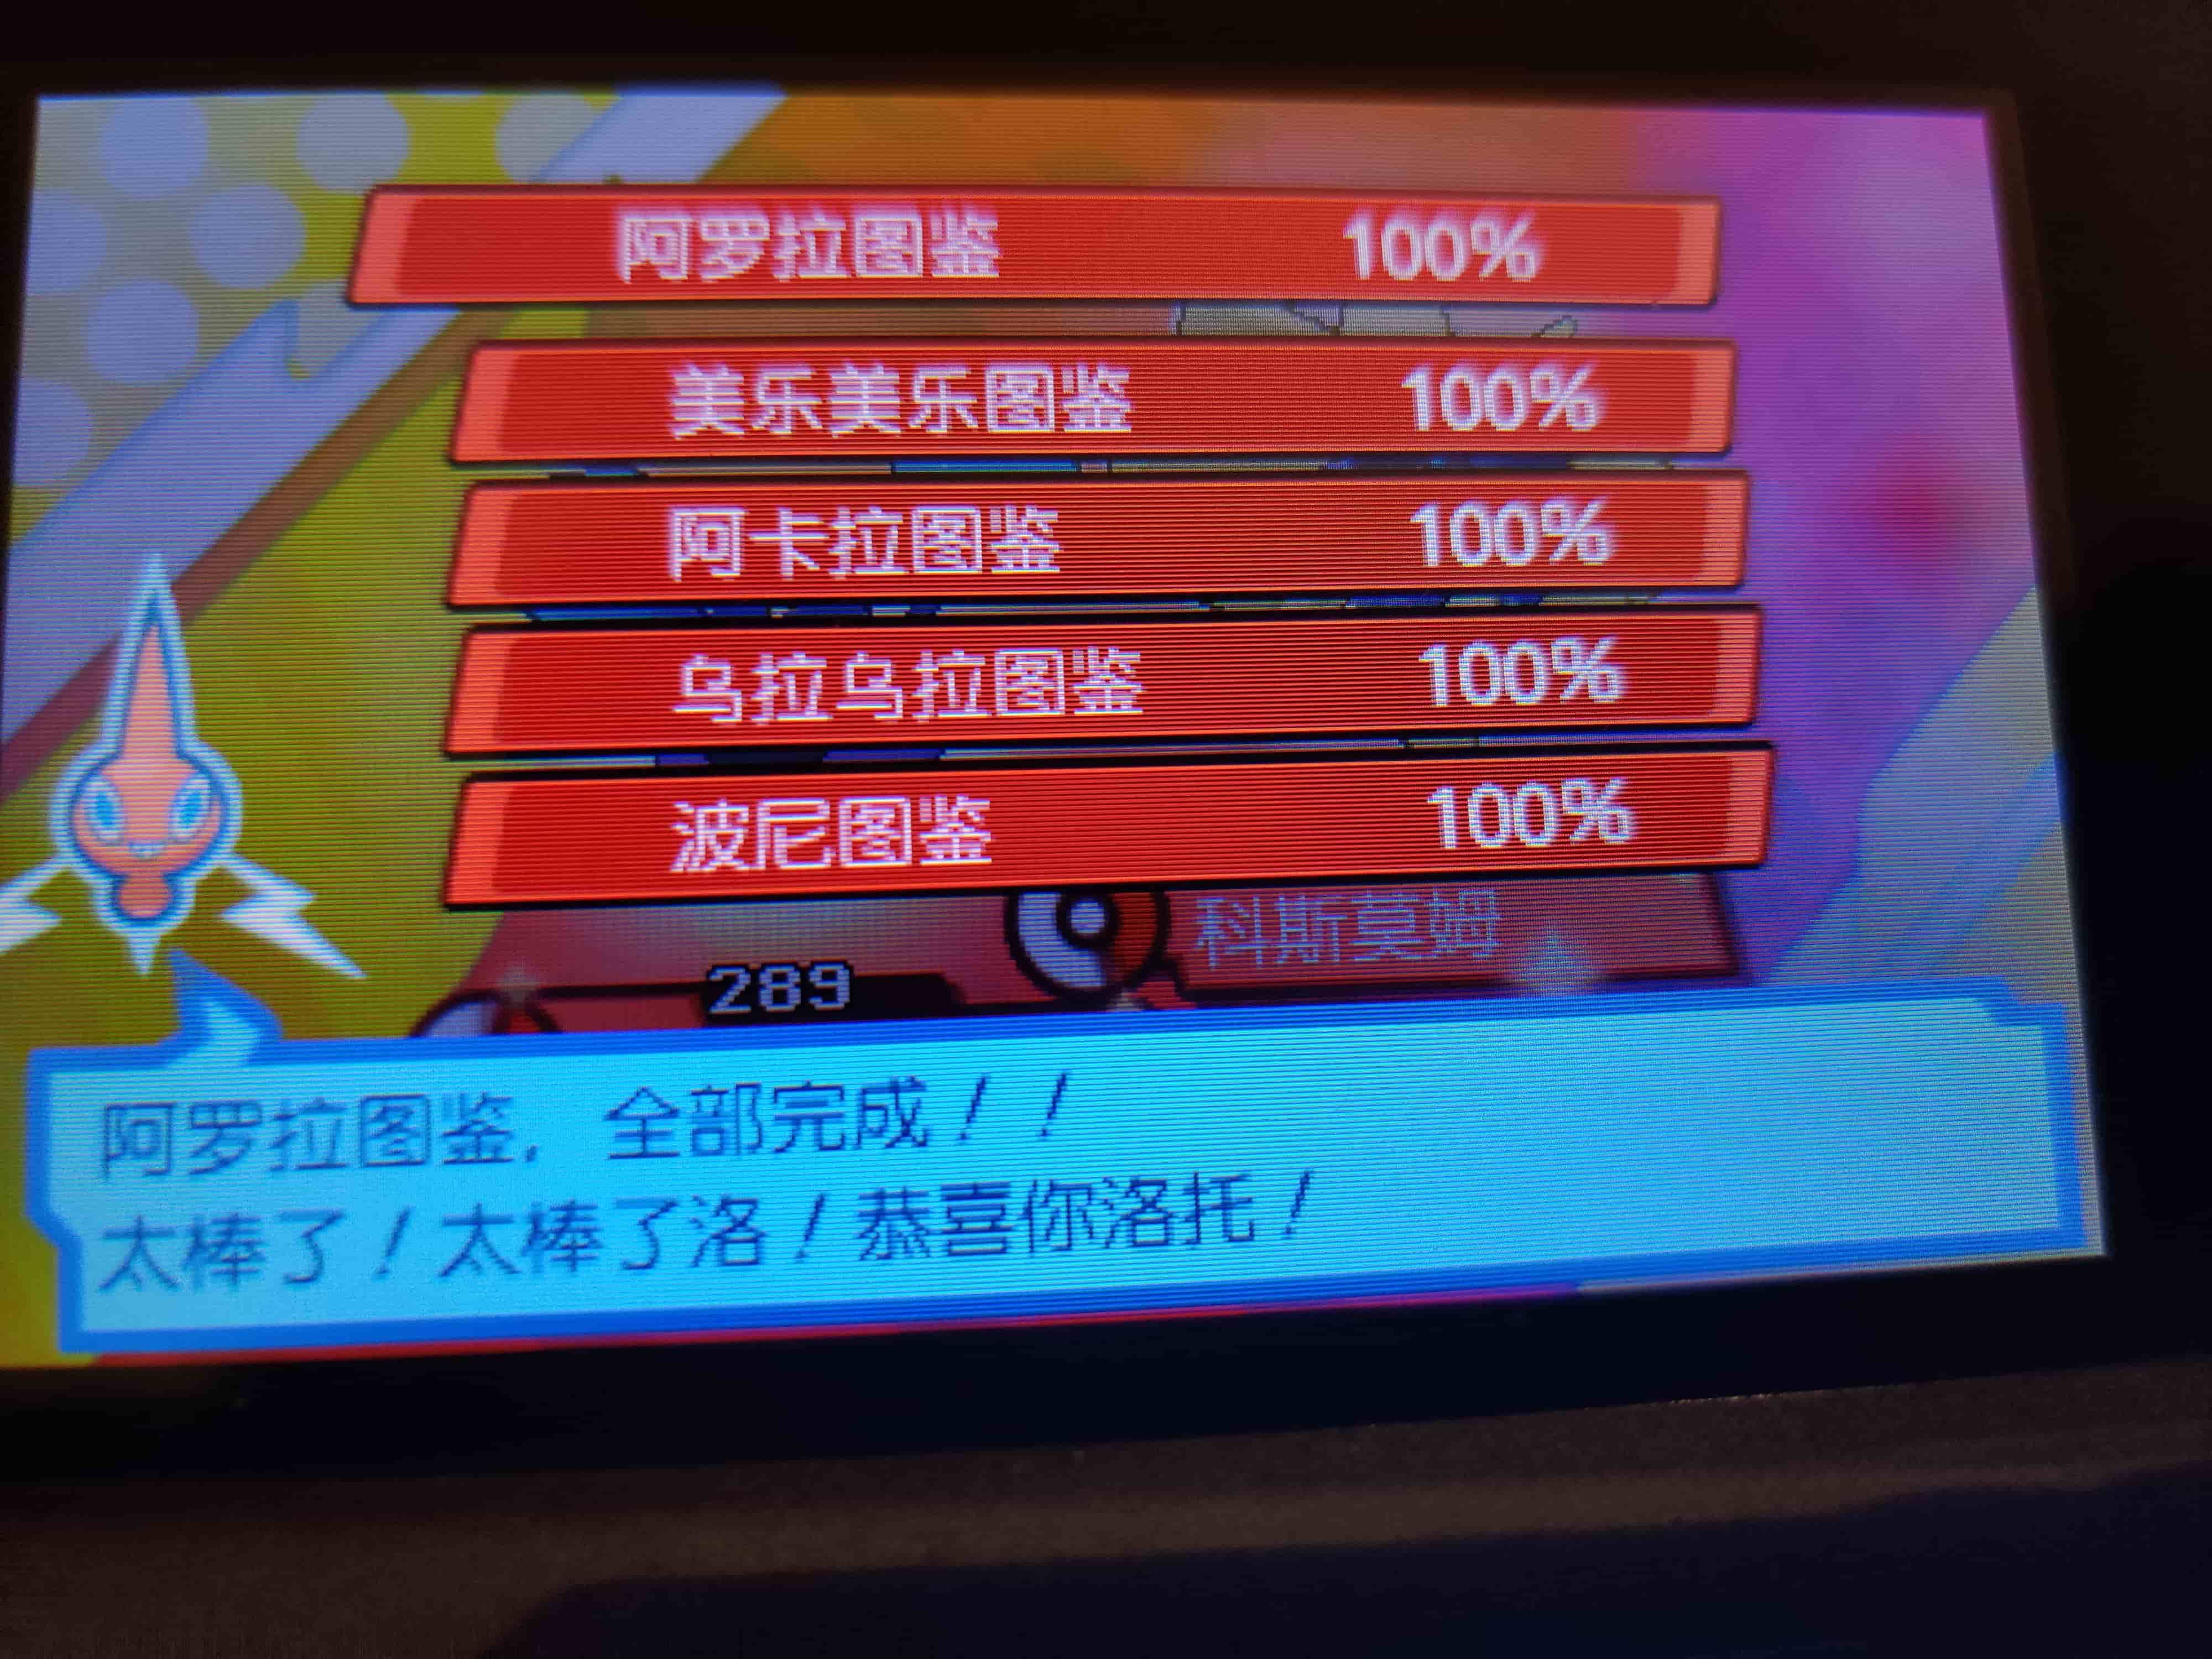 阿罗拉图鉴 100%
美乐美乐图鉴 100%
阿卡拉图鉴 100%
乌拉乌拉图鉴 100%
波尼图鉴 100%
科斯莫姆
289
阿罗拉图鉴，全部完成！！
太棒了！太棒了洛！恭喜你洛托！